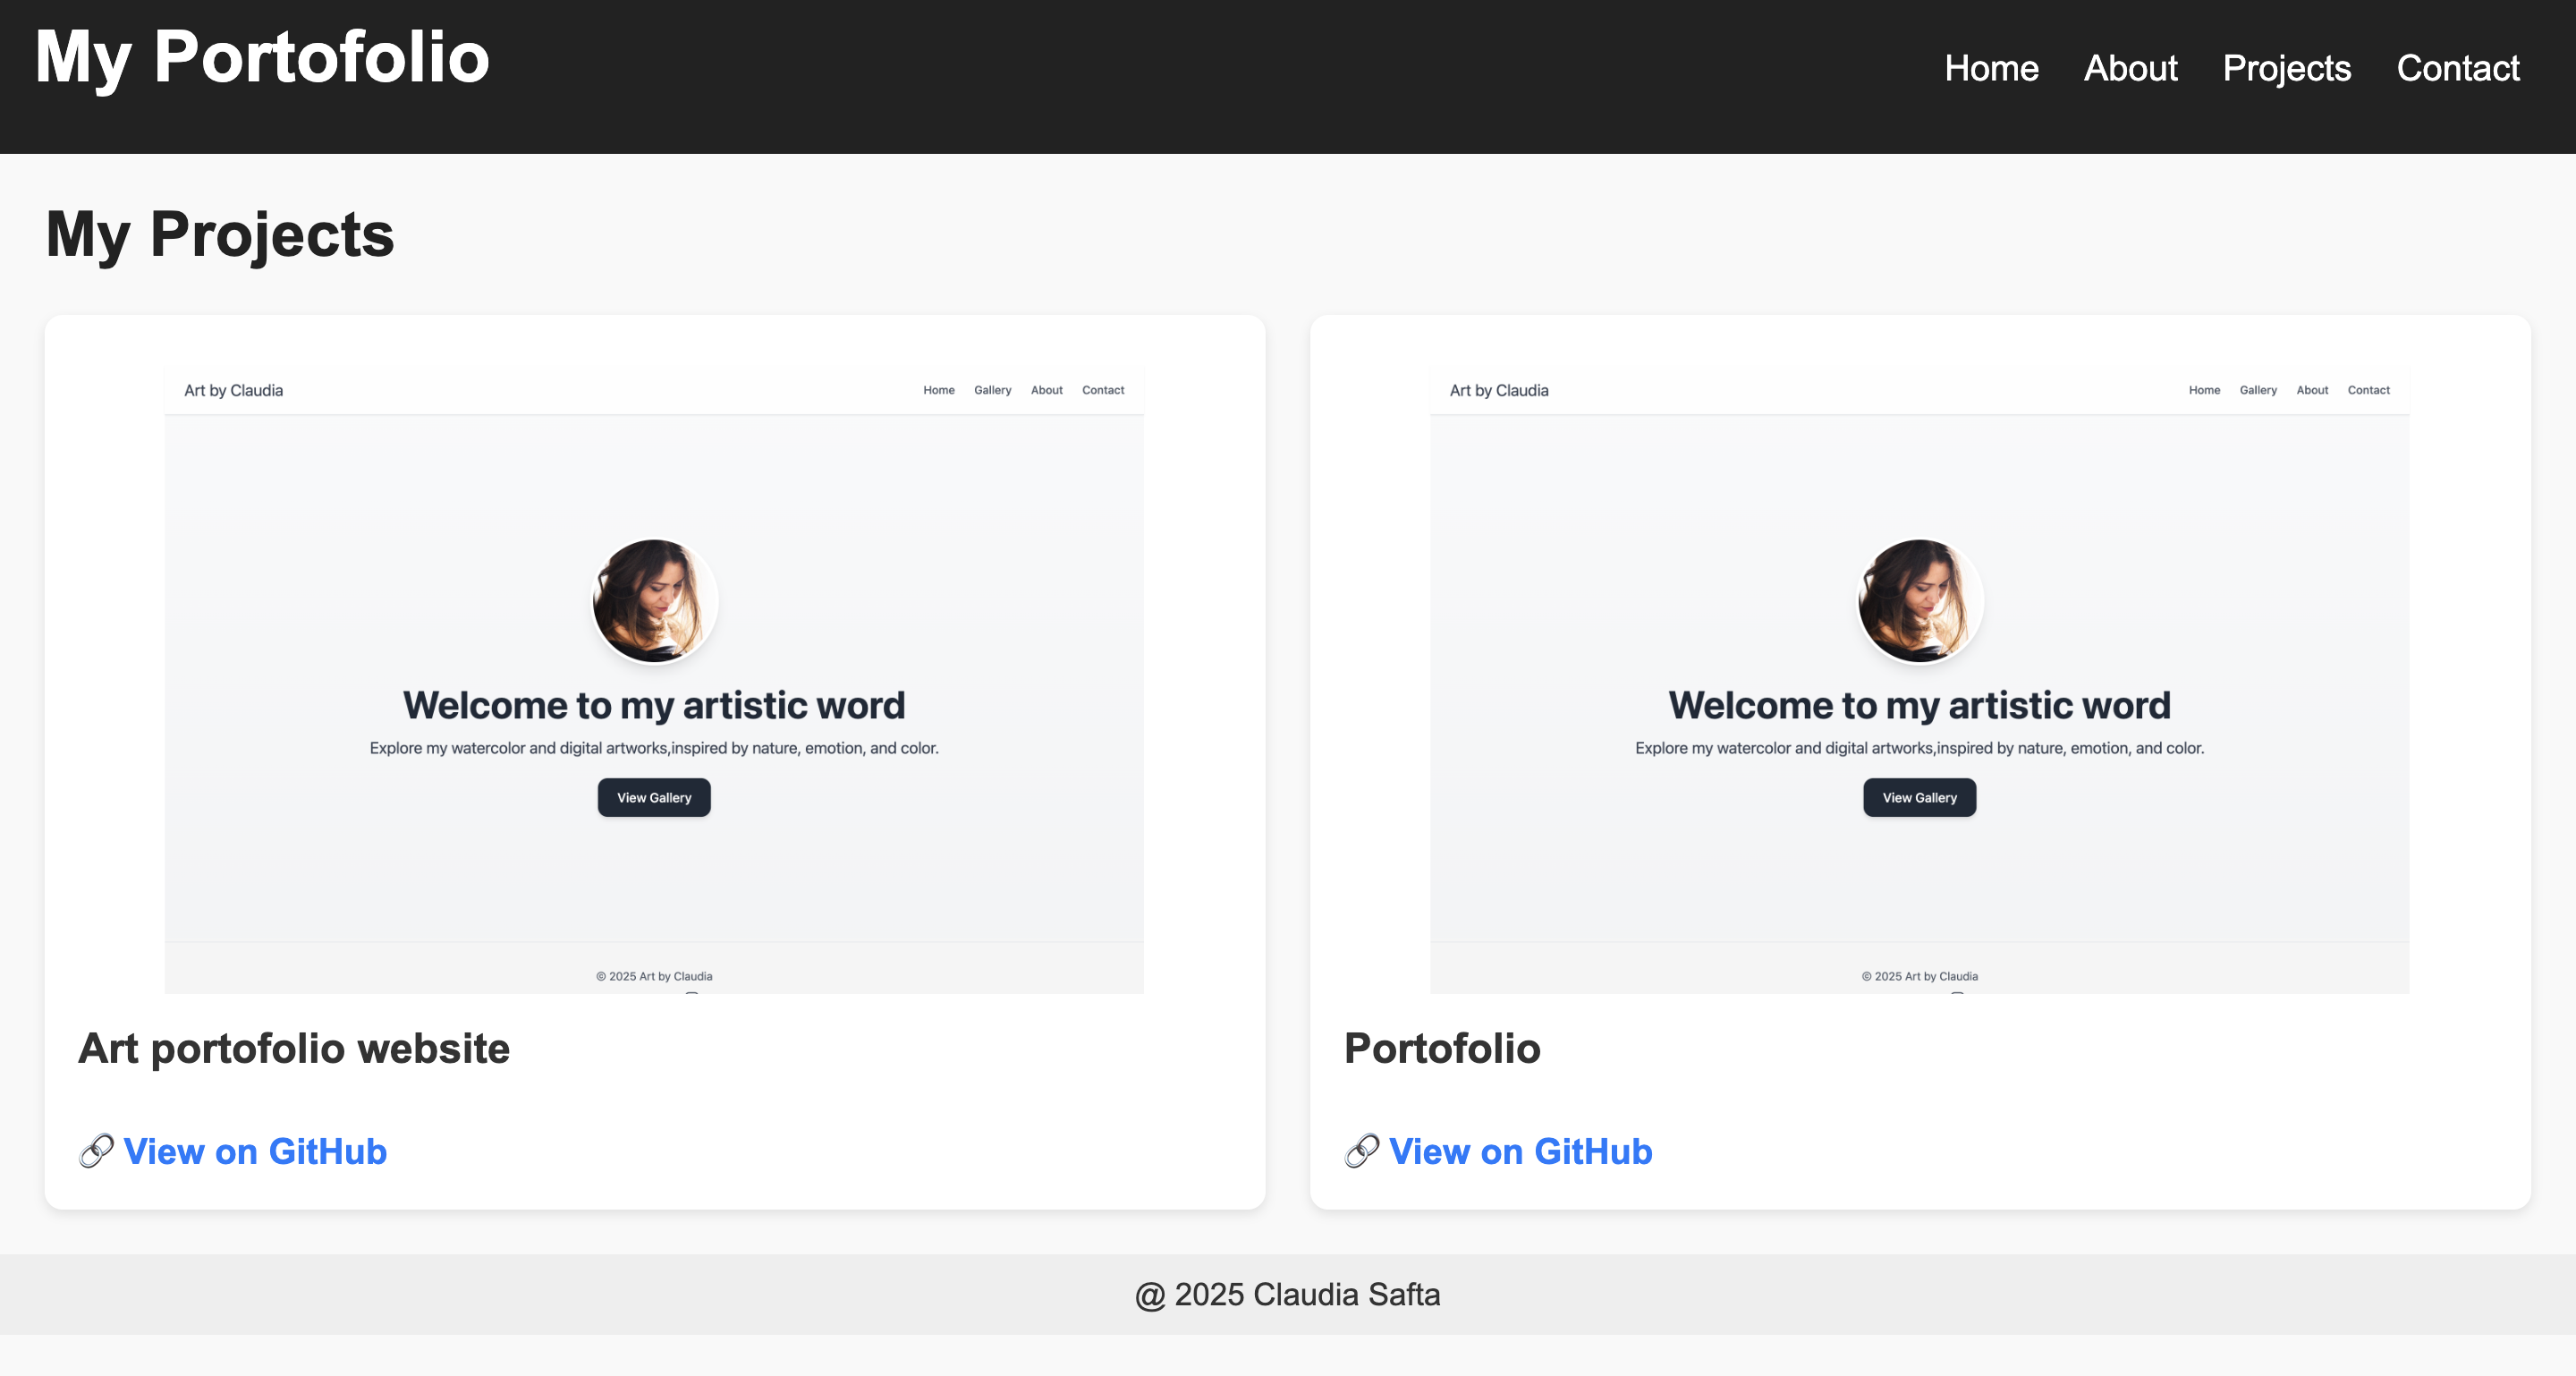 My Portofolio
Home About Projects Contact
My Projects
Art by Claudia
Home Gallery About Contact
Welcome to my artistic word
Explore my watercolor and digital artworks,inspired by nature, emotion, and color.
View Gallery
© 2025 Art by Claudia
Art portofolio website
🔗 View on GitHub
Art by Claudia
Home Gallery About Contact
Welcome to my artistic word
Explore my watercolor and digital artworks,inspired by nature, emotion, and color.
View Gallery
© 2025 Art by Claudia
Portofolio
🔗 View on GitHub
@ 2025 Claudia Safta